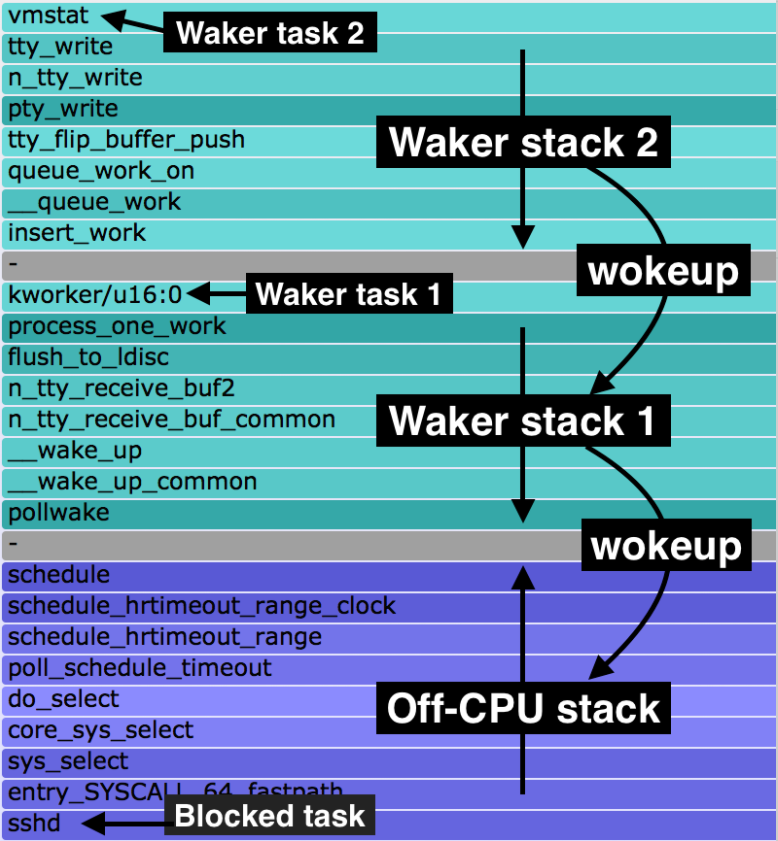 vmstat
Waker task 2
tty_write
n_tty_write
pty_write
tty_flip_buffer_push
Waker stack 2
queue_work_on
__queue_work
insert_work
-
wokeup
kworker/u16:0
Waker task 1
process_one_work
flush_to_ldisc
n_tty_receive_buf2
n_tty_receive_buf_common
Waker stack 1
__wake_up
__wake_up_common
pollwake
-
wokeup
schedule
schedule_hrtimeout_range_clock
schedule_hrtimeout_range
poll_schedule_timeout
do_select
Off-CPU stack
core_sys_select
sys_select
entry_SYSCALL_64_fastpath
sshd
Blocked task